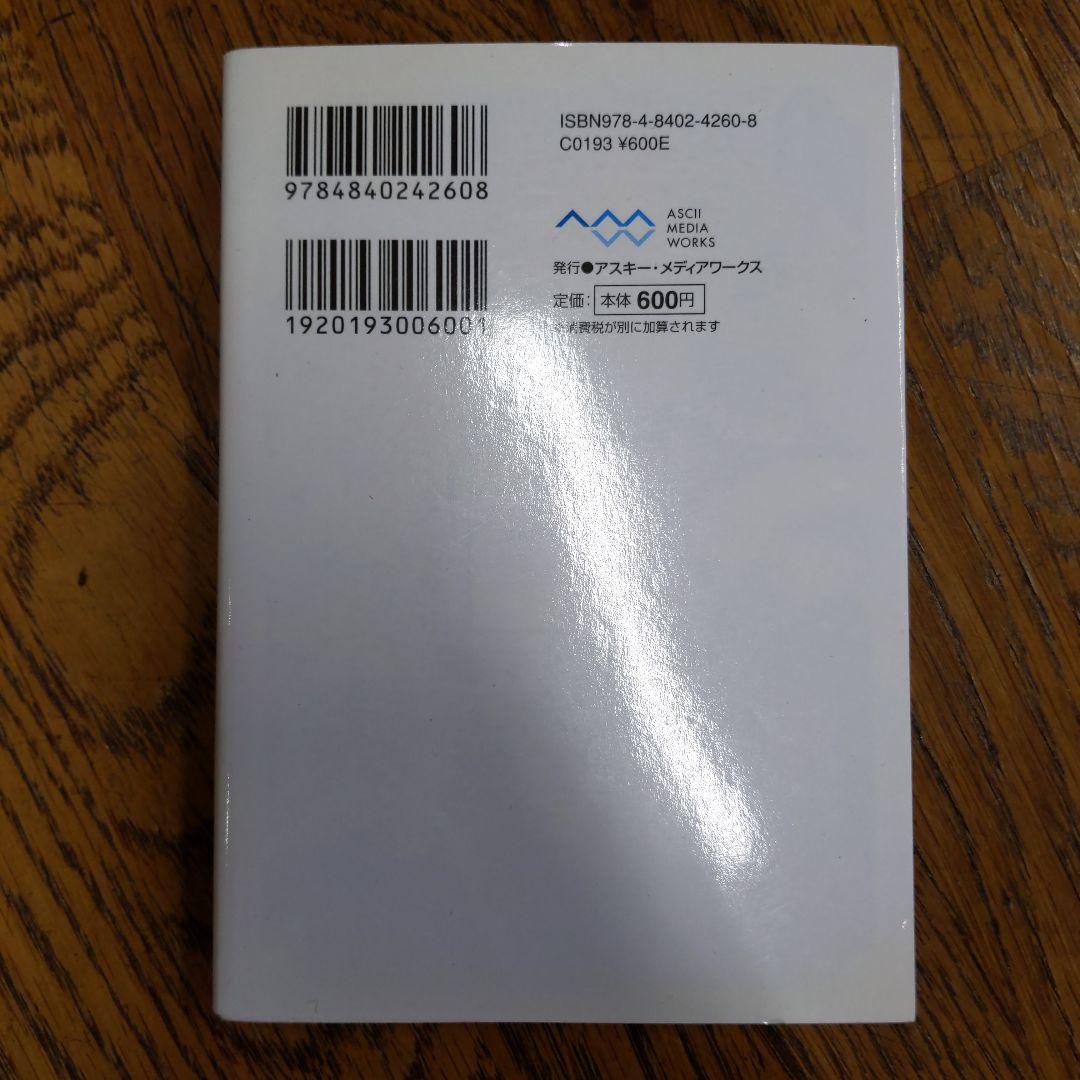 9784840242608
1920193006001
ISBN978-4-8402-4260-8
C0193 ¥600E
ASCII
MEDIA
WORKS
発行●アスキー・メディアワークス
定価：本体 600円
※消費税が別に加算されます